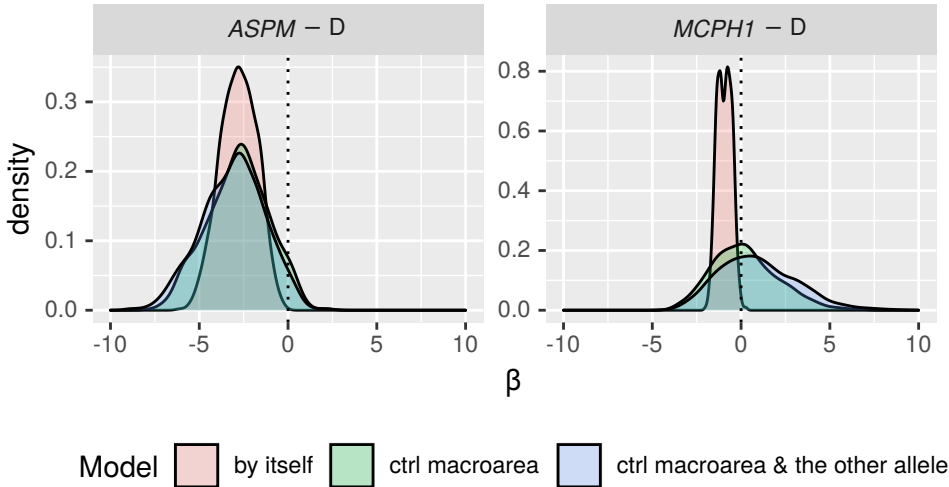 ASPM − D
MCPH1 − D
density
0.3
0.2
0.1
0.0
-10 -5 0 5 10
0.8
0.6
0.4
0.2
0.0
-10 -5 0 5 10
β
Model by itself ctrl macroarea ctrl macroarea & the other allele